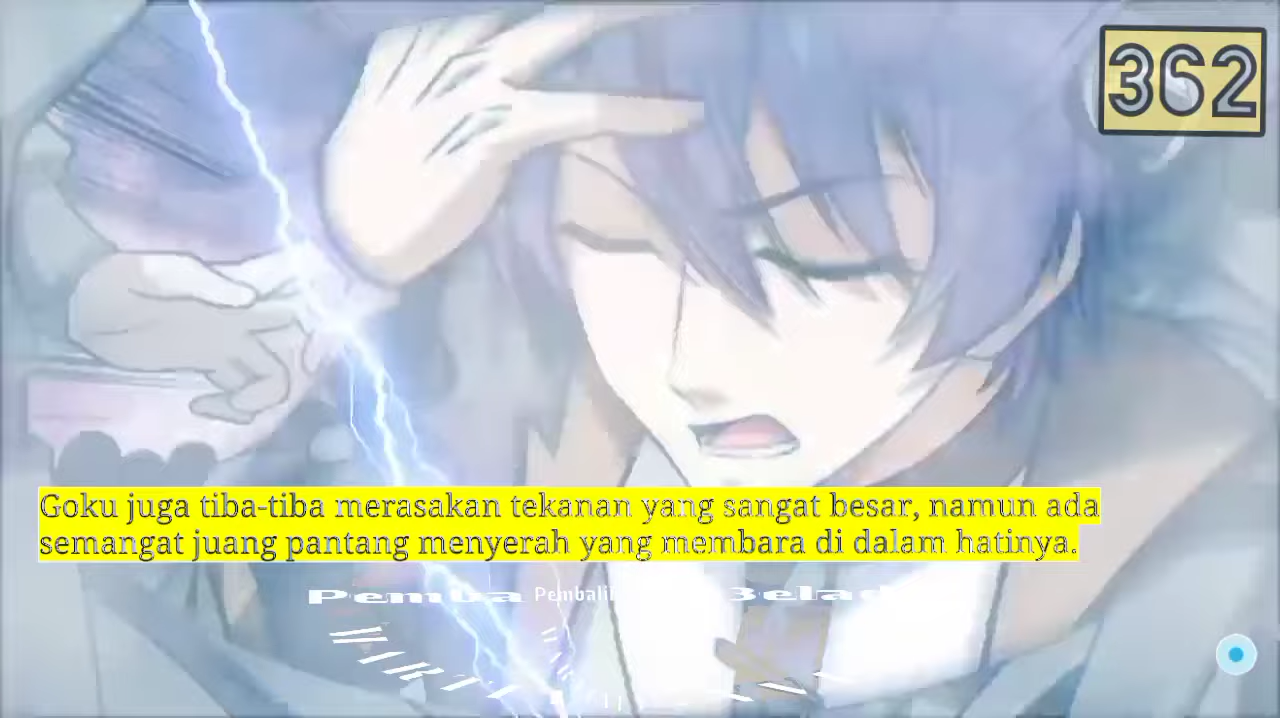 362
Goku juga tiba-tiba merasakan tekanan yang sangat besar, namun ada
semangat juang pantang menyerah yang membara di dalam hatinya.